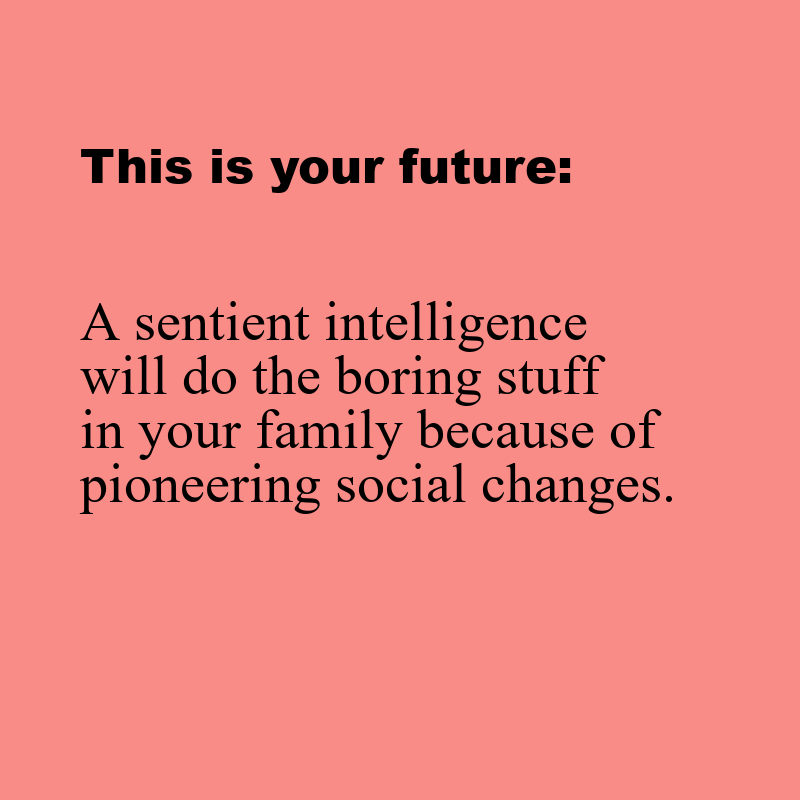 This is your future:
A sentient intelligence
will do the boring stuff
in your family because of
pioneering social changes.